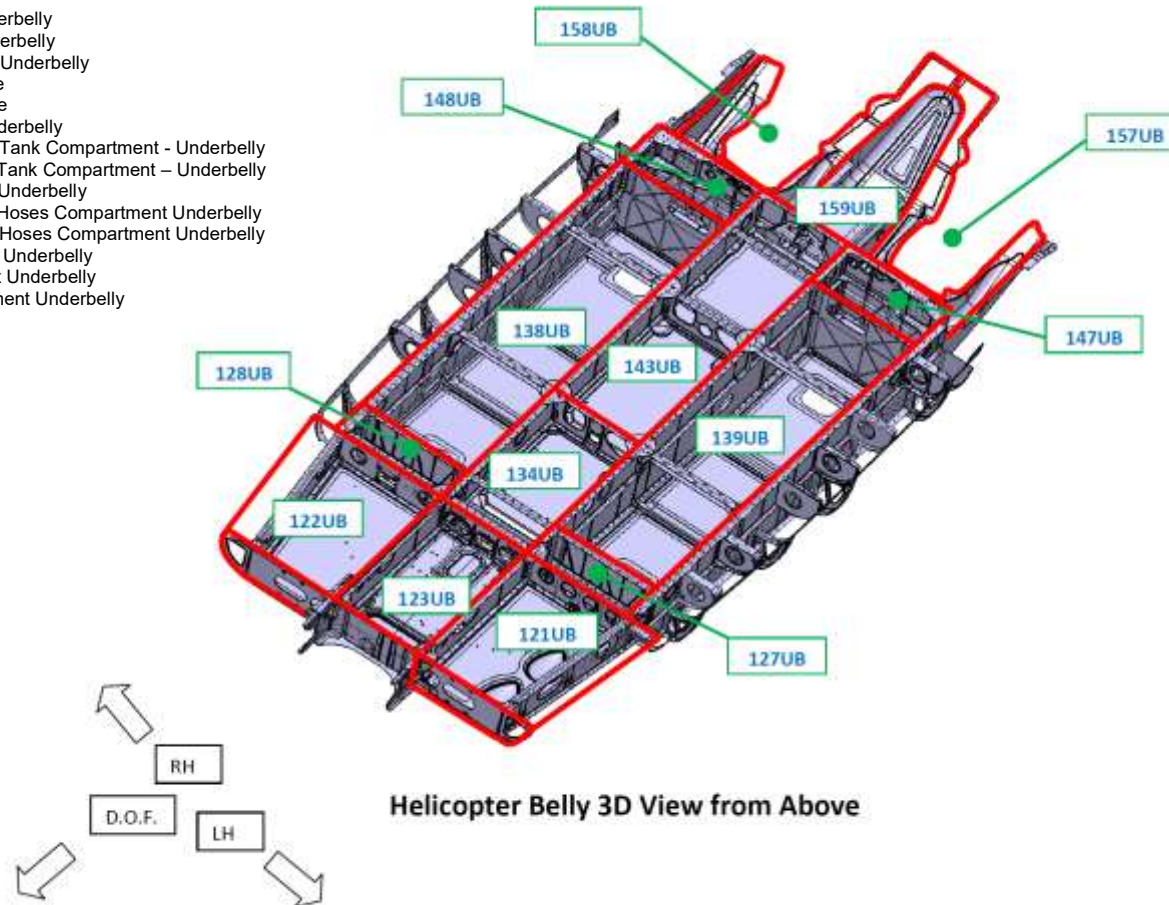 erbelly
erbelly
Underbelly
e
e
derbelly
Tank Compartment - Underbelly
Tank Compartment – Underbelly
Underbelly
Hoses Compartment Underbelly
Hoses Compartment Underbelly
Underbelly
Underbelly
ment Underbelly
158UB
148UB
157UB
159UB
138UB
147UB
143UB
128UB
139UB
134UB
122UB
123UB
121UB
127UB
RH
D.O.F.
LH
Helicopter Belly 3D View from Above